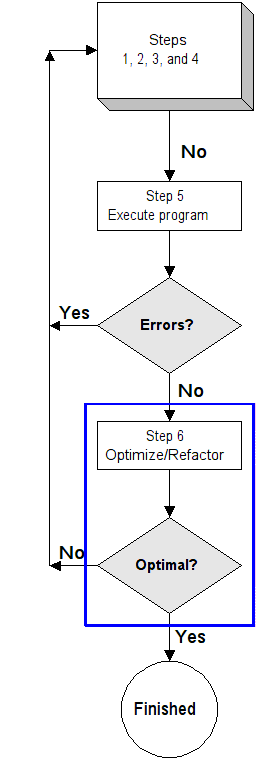 Steps
1, 2, 3, and 4
No
Step 5
Execute program
Errors?
Yes
No
Step 6
Optimize/Refactor
Optimal?
No
Yes
Finished